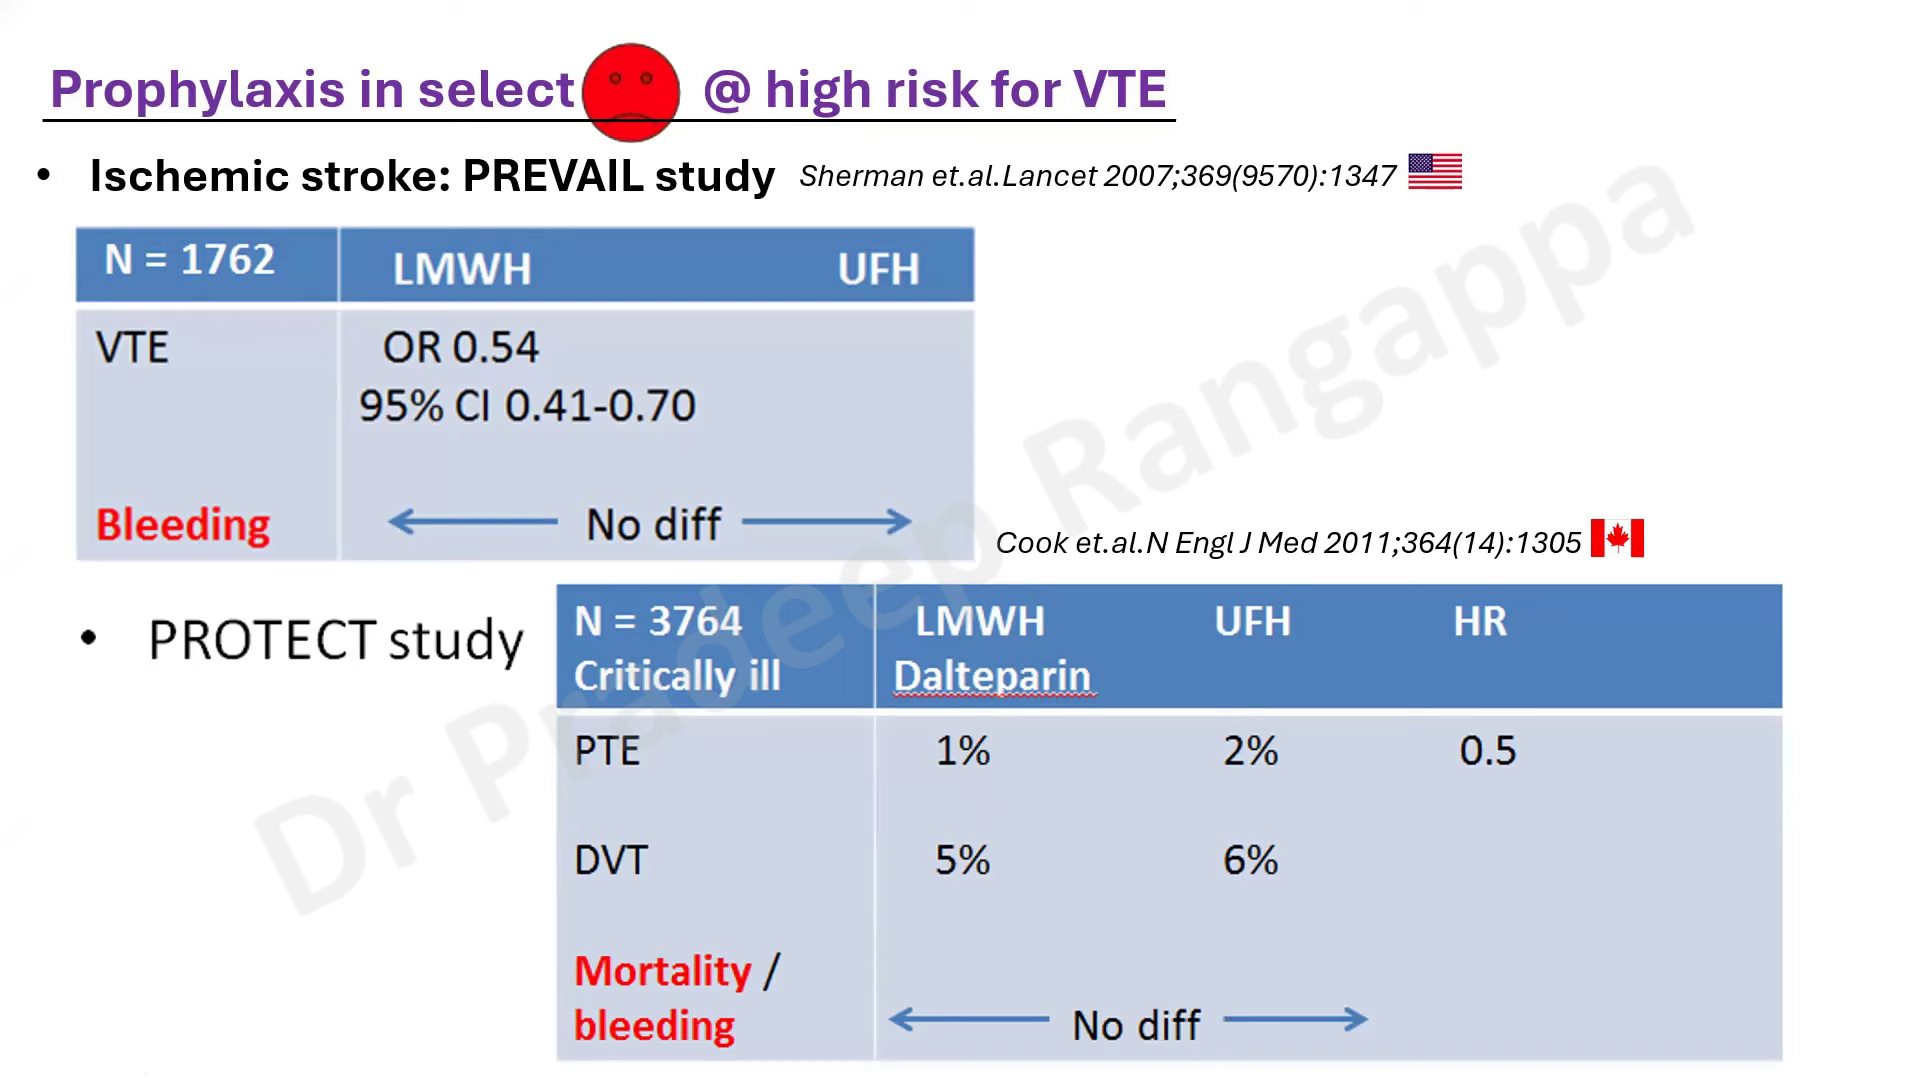 Prophylaxis in select @ high risk for VTE
• Ischemic stroke: PREVAIL study Sherman et.al.Lancet 2007;369(9570):1347
N = 1762 LMWH UFH
VTE OR 0.54
95% CI 0.41-0.70
Bleeding No diff
Cook et.al.N Engl J Med 2011;364(14):1305
• PROTECT study
N = 3764 LMWH UFH HR
Critically ill Dalteparin
PTE 1% 2% 0.5
DVT 5% 6%
Mortality /
bleeding No diff
Dr Pradeep Rangappa